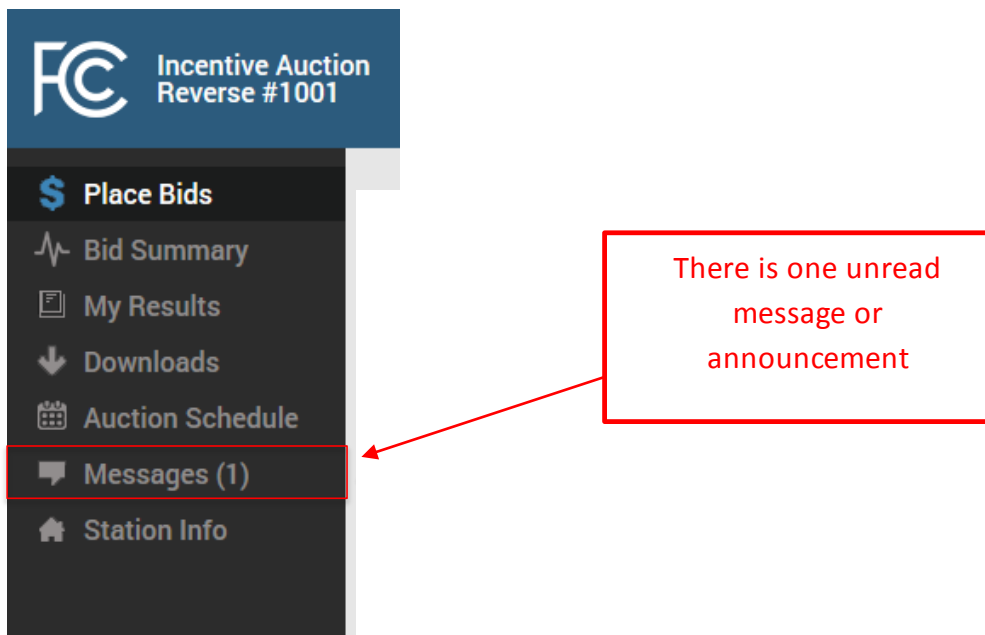 FCC
Incentive Auction
Reverse #1001
$ Place Bids
Bid Summary
My Results
Downloads
Auction Schedule
Messages (1)
Station Info
There is one unread
message or
announcement